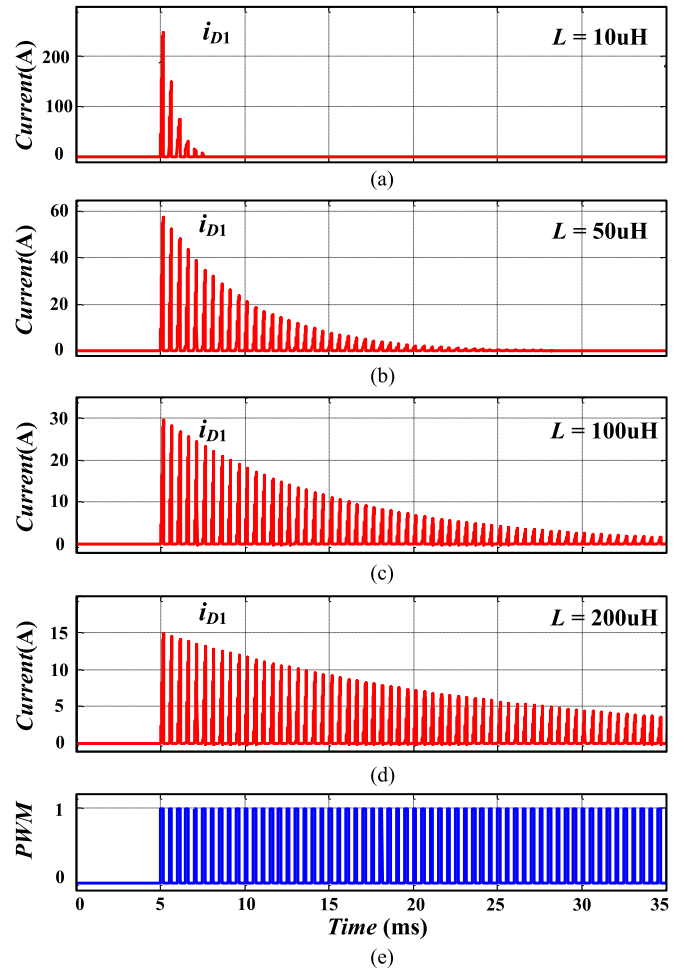 i_D1
L = 10uH
200
100
0
Current(A)
(a)
i_D1
L = 50uH
60
40
20
0
Current(A)
(b)
i_D1
L = 100uH
30
20
10
0
Current(A)
(c)
i_D1
L = 200uH
15
10
5
0
Current(A)
(d)
1
0
PWM
0 5 10 15 20 25 30 35
Time (ms)
(e)